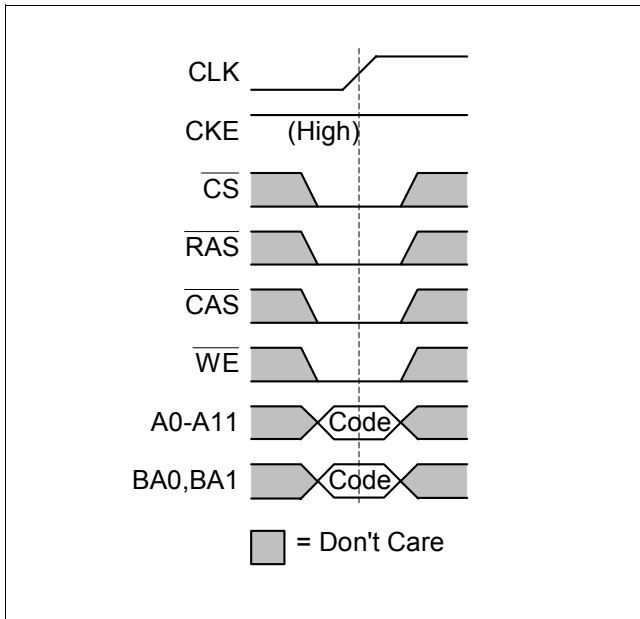 CLK
CKE (High)
CS
RAS
CAS
WE
A0-A11 Code
BA0,BA1 Code
= Don't Care